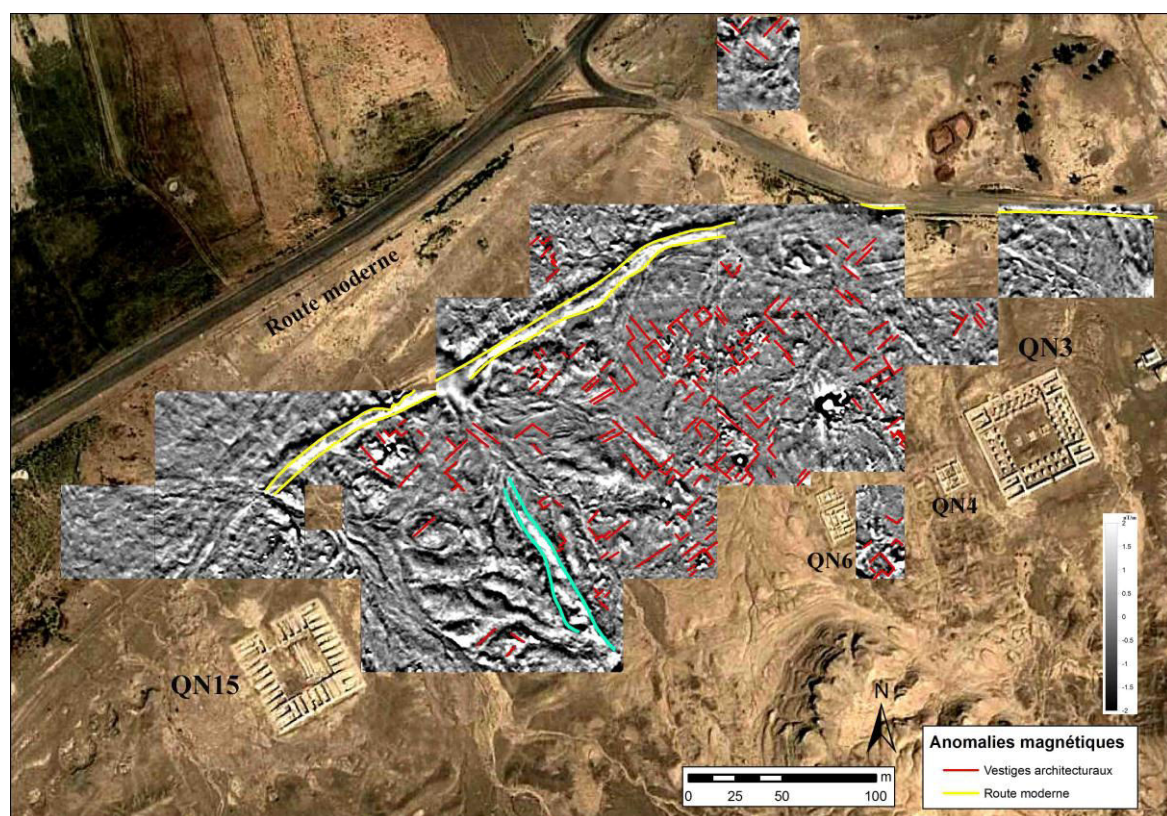 Route moderne
QN3
QN4
QN6
QN15
nT/m
2
1.5
1
0.5
0
-0.5
-1
-1.5
-2
N
m
0 25 50 100
Anomalies magnétiques
Vestiges architecturaux
Route moderne